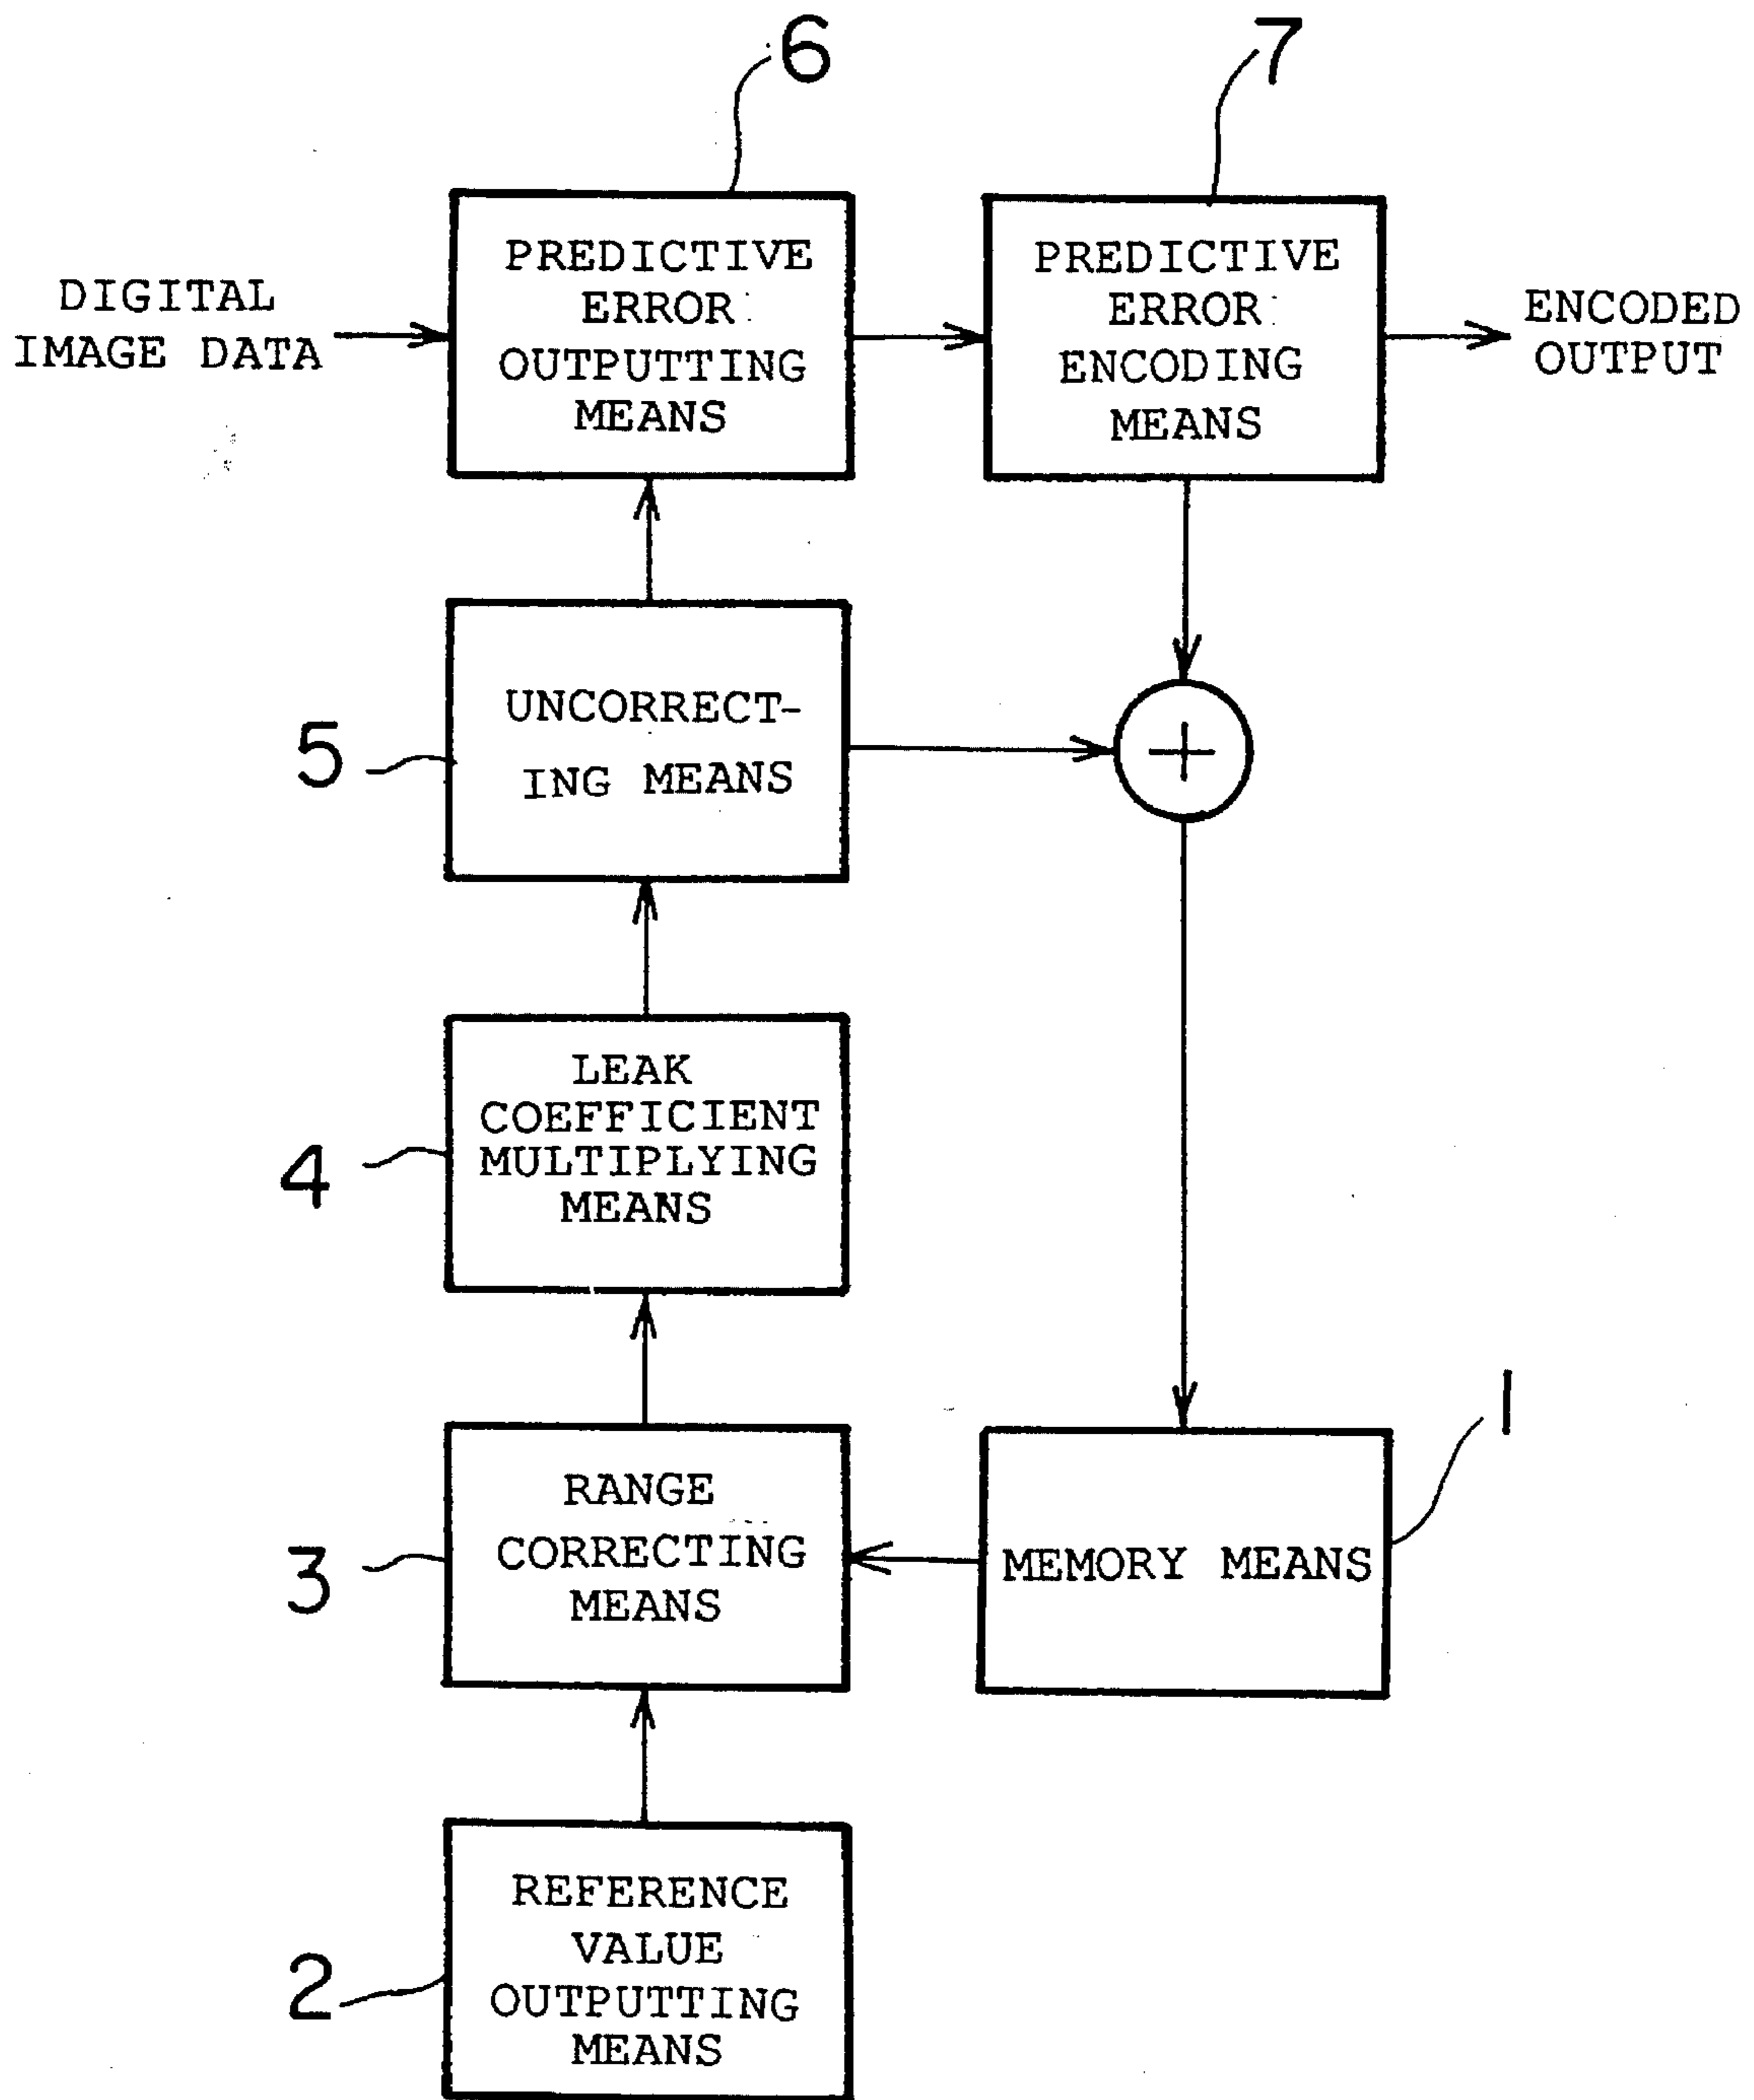 6
7
DIGITAL
IMAGE DATA
PREDICTIVE
ERROR
OUTPUTTING
MEANS
PREDICTIVE
ERROR
ENCODING
MEANS
ENCODED
OUTPUT
5
UNCORRECT-
ING MEANS
+
4
LEAK
COEFFICIENT
MULTIPLYING
MEANS
3
RANGE
CORRECTING
MEANS
MEMORY MEANS
1
2
REFERENCE
VALUE
OUTPUTTING
MEANS